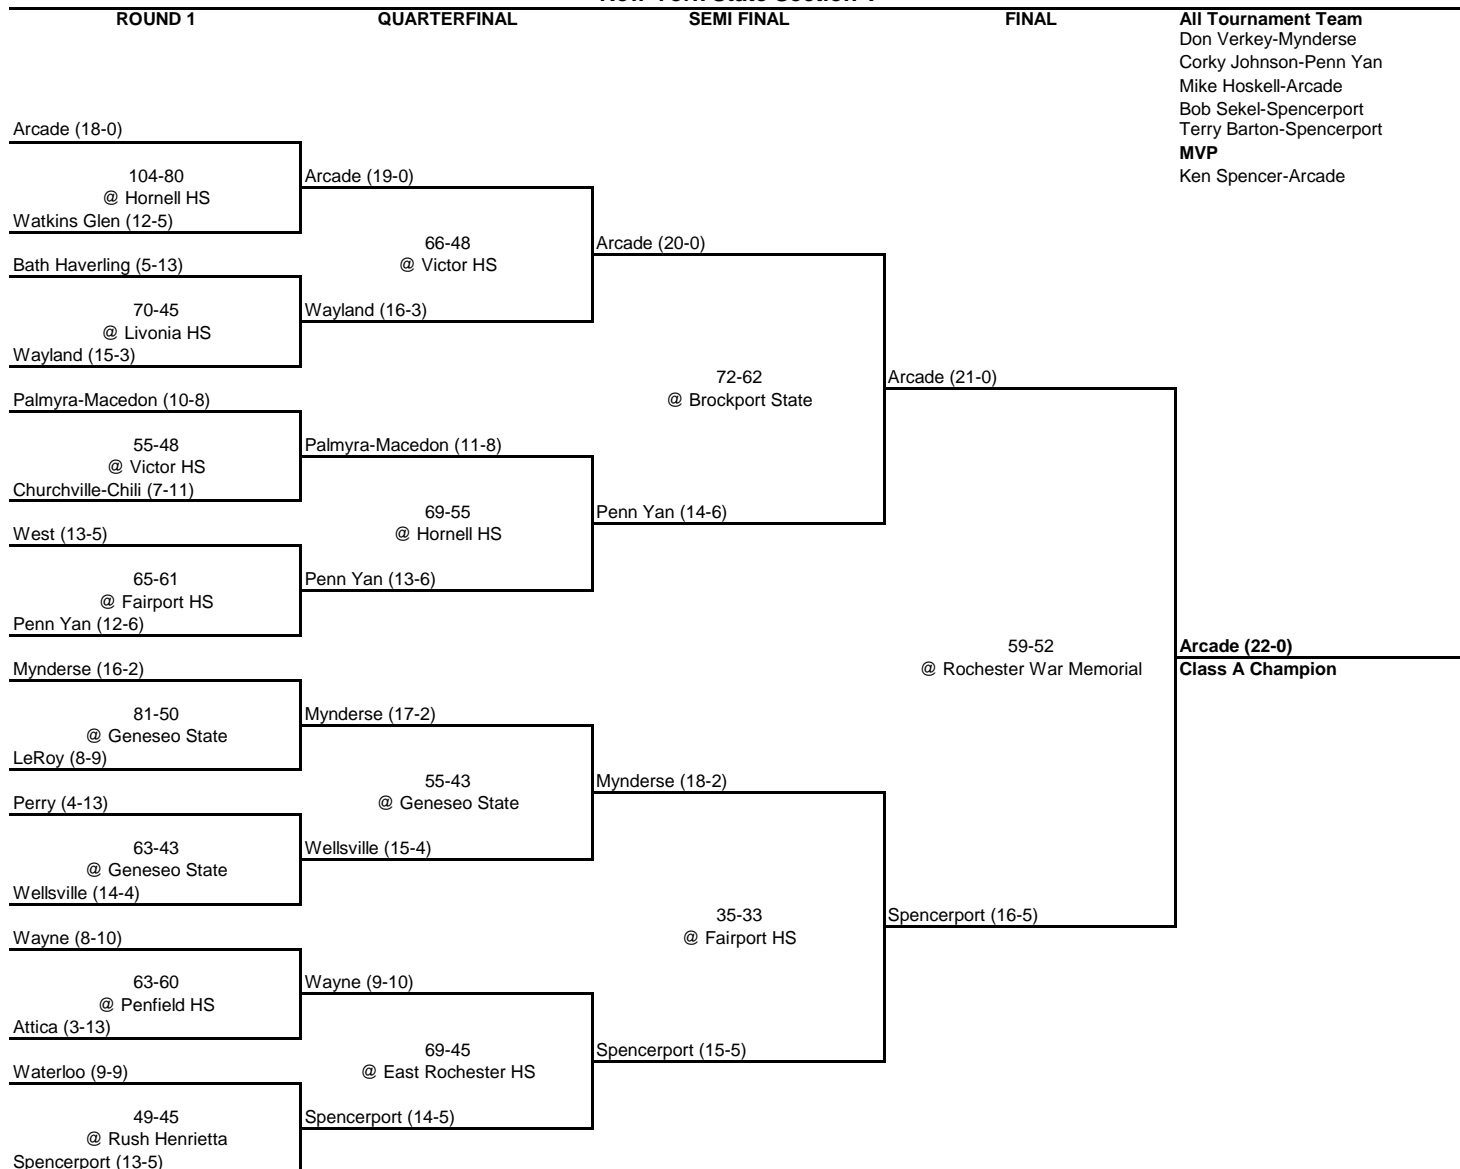 ROUND 1
QUARTERFINAL
SEMI FINAL
FINAL
All Tournament Team
Don Verkey-Mynderse
Corky Johnson-Penn Yan
Mike Hoskell-Arcade
Bob Sekel-Spencerport
Terry Barton-Spencerport
MVP
Ken Spencer-Arcade
Arcade (18-0)
104-80
@ Hornell HS
Watkins Glen (12-5)
Bath Haverling (5-13)
70-45
@ Livonia HS
Wayland (15-3)
Palmyra-Macedon (10-8)
55-48
@ Victor HS
Churchville-Chili (7-11)
West (13-5)
65-61
@ Fairport HS
Penn Yan (12-6)
Mynderse (16-2)
81-50
@ Geneseo State
LeRoy (8-9)
Perry (4-13)
63-43
@ Geneseo State
Wellsville (14-4)
Wayne (8-10)
63-60
@ Penfield HS
Attica (3-13)
Waterloo (9-9)
49-45
@ Rush Henrietta
Spencerport (13-5)
Arcade (19-0)
66-48
@ Victor HS
Wayland (16-3)
Palmyra-Macedon (11-8)
69-55
@ Hornell HS
Penn Yan (13-6)
Mynderse (17-2)
55-43
@ Geneseo State
Wellsville (15-4)
Wayne (9-10)
69-45
@ East Rochester HS
Spencerport (14-5)
Arcade (20-0)
72-62
@ Brockport State
Penn Yan (14-6)
Mynderse (18-2)
35-33
@ Fairport HS
Spencerport (15-5)
Arcade (21-0)
59-52
@ Rochester War Memorial
Spencerport (16-5)
Arcade (22-0)
Class A Champion